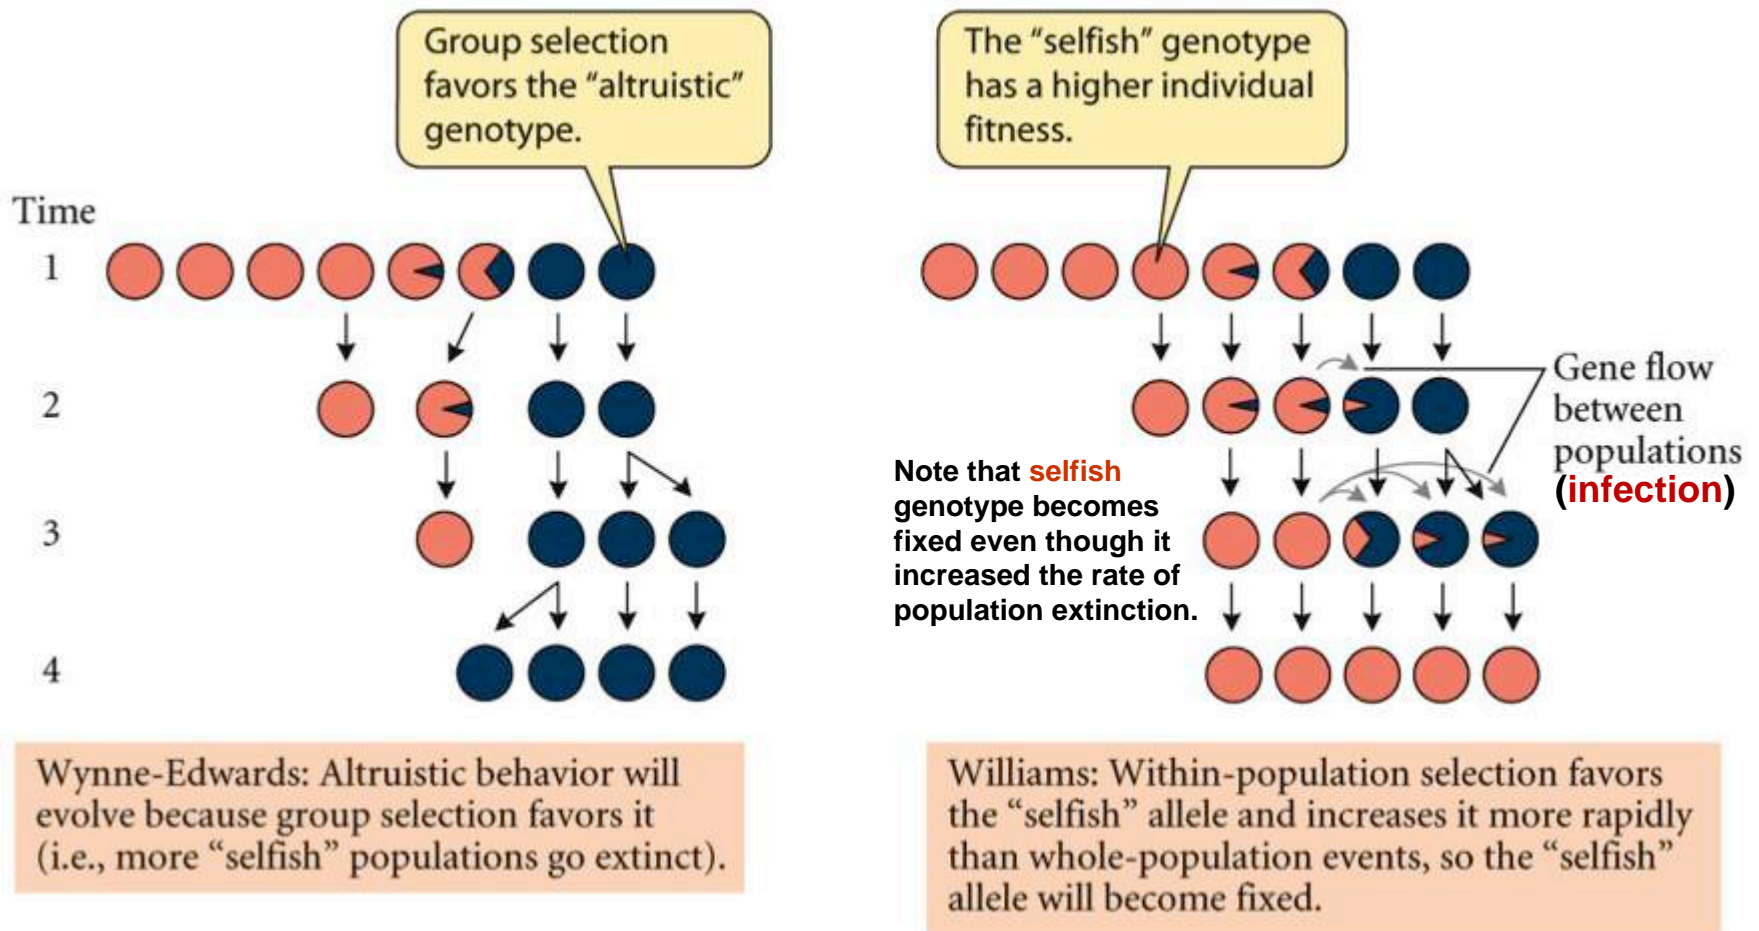 Group selection
favors the “altruistic”
genotype.
The “selfish” genotype
has a higher individual
fitness.
Time
1
2
3
4
Gene flow
between
populations
(infection)
Note that selfish
genotype becomes
fixed even though it
increased the rate of
population extinction.
Wynne-Edwards: Altruistic behavior will
evolve because group selection favors it
(i.e., more “selfish” populations go extinct).
Williams: Within-population selection favors
the “selfish” allele and increases it more rapidly
than whole-population events, so the “selfish”
allele will become fixed.